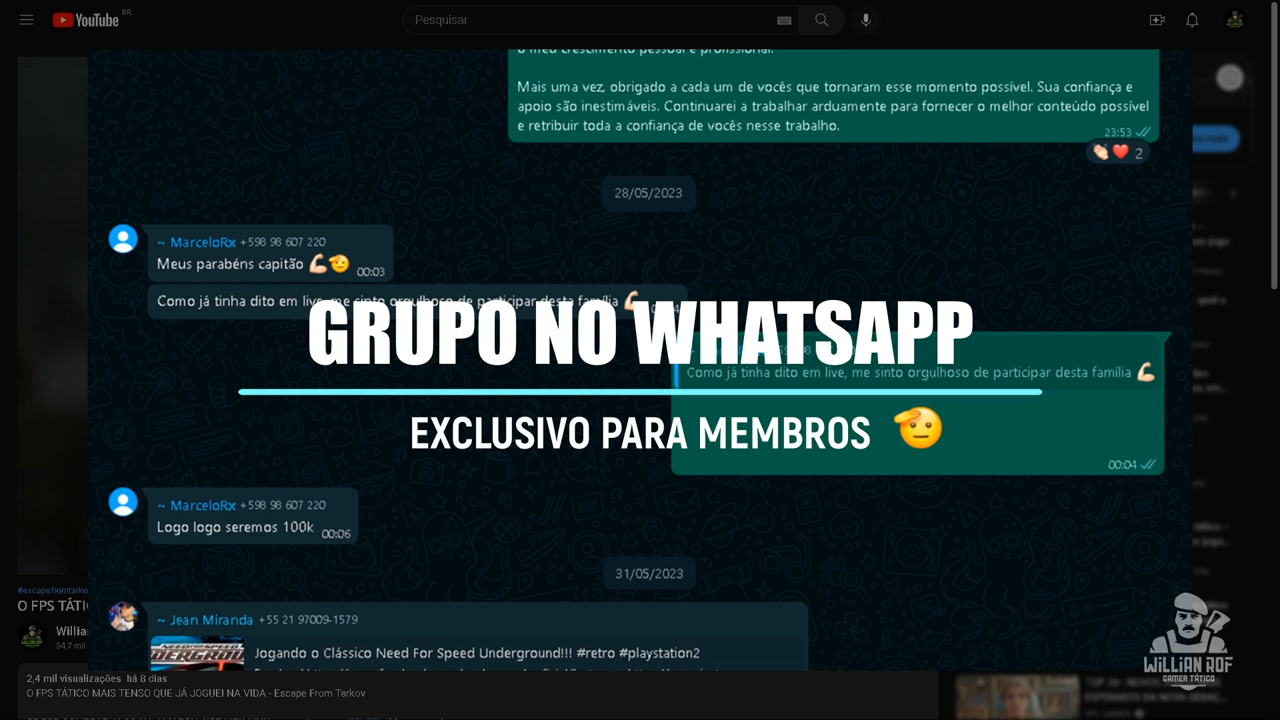 YouTube BR
Pesquisar
o meu crescimento pessoal e profissional.
Mais uma vez, obrigado a cada um de vocês que tornaram esse momento possível. Sua confiança e
apoio são inestimáveis. Continuarei a trabalhar arduamente para fornecer o melhor conteúdo possível
e retribuir toda a confiança de vocês nesse trabalho.
23:53
2
28/05/2023
~ MarceloRx +598 98 607 220
Meus parabéns capitão 💪🫡 00:03
Como já tinha dito em live, me sinto orgulhoso de participar desta família 💪
GRUPO NO WHATSAPP
Como já tinha dito em live, me sinto orgulhoso de participar desta família 💪
EXCLUSIVO PARA MEMBROS 🫡
00:04
~ MarceloRx +598 98 607 220
Logo logo seremos 100k 00:06
31/05/2023
~ Jean Miranda +55 21 97009-1579
Jogando o Clássico Need For Speed Underground!!! #retro #playstation2
#escapefromtarko
O FPS TÁTI
Willia
34,7 mil
2,4 mil visualizações há 8 dias
O FPS TÁTICO MAIS TENSO QUE JÁ JOGUEI NA VIDA - Escape From Tarkov
WILLIAN ROF
GAMER TÁTICO